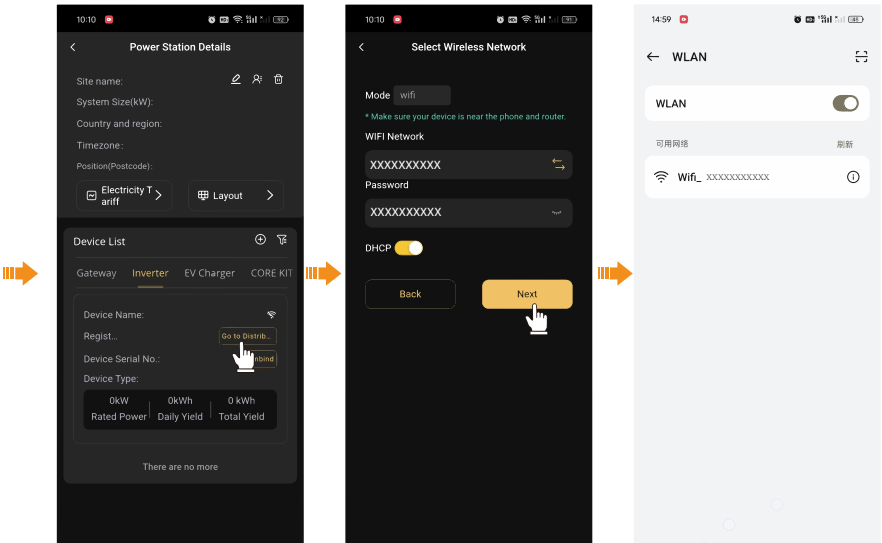 10:10
Power Station Details
Site name:
System Size(kW):
Country and region:
Timezone:
Position(Postcode):
Electricity T
ariff
Layout
Device List
Gateway Inverter EV Charger CORE KIT
Device Name:
Regist...
Go to Distrib...
Device Serial No.:
nbind
Device Type:
0kW 0kWh 0 kWh
Rated Power Daily Yield Total Yield
There are no more
10:10
91
Select Wireless Network
Mode wifi
* Make sure your device is near the phone and router.
WIFI Network
XXXXXXXXXX
Password
XXXXXXXXXX
DHCP
Back
Next
14:59
WLAN
WLAN
可用网络 刷新
Wifi_ XXXXXXXXXXX